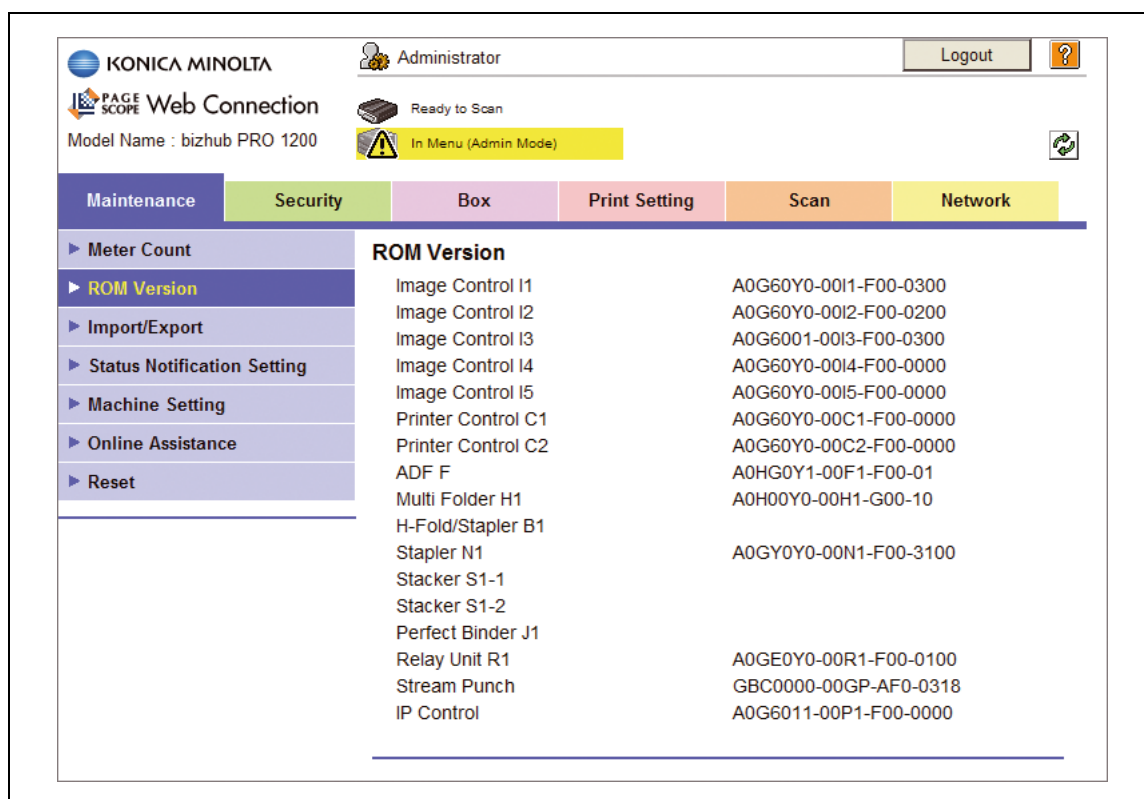 KONICA MINOLTA
Administrator
Logout
?
PAGE SCOPE Web Connection
Ready to Scan
Model Name : bizhub PRO 1200
In Menu (Admin Mode)
Maintenance Security Box Print Setting Scan Network
Meter Count
ROM Version
Import/Export
Status Notification Setting
Machine Setting
Online Assistance
Reset
ROM Version
Image Control I1 A0G60Y0-00I1-F00-0300
Image Control I2 A0G60Y0-00I2-F00-0200
Image Control I3 A0G6001-00I3-F00-0300
Image Control I4 A0G60Y0-00I4-F00-0000
Image Control I5 A0G60Y0-00I5-F00-0000
Printer Control C1 A0G60Y0-00C1-F00-0000
Printer Control C2 A0G60Y0-00C2-F00-0000
ADF F A0HG0Y1-00F1-F00-01
Multi Folder H1 A0H00Y0-00H1-G00-10
H-Fold/Stapler B1
Stapler N1 A0GY0Y0-00N1-F00-3100
Stacker S1-1
Stacker S1-2
Perfect Binder J1
Relay Unit R1 A0GE0Y0-00R1-F00-0100
Stream Punch GBC0000-00GP-AF0-0318
IP Control A0G6011-00P1-F00-0000